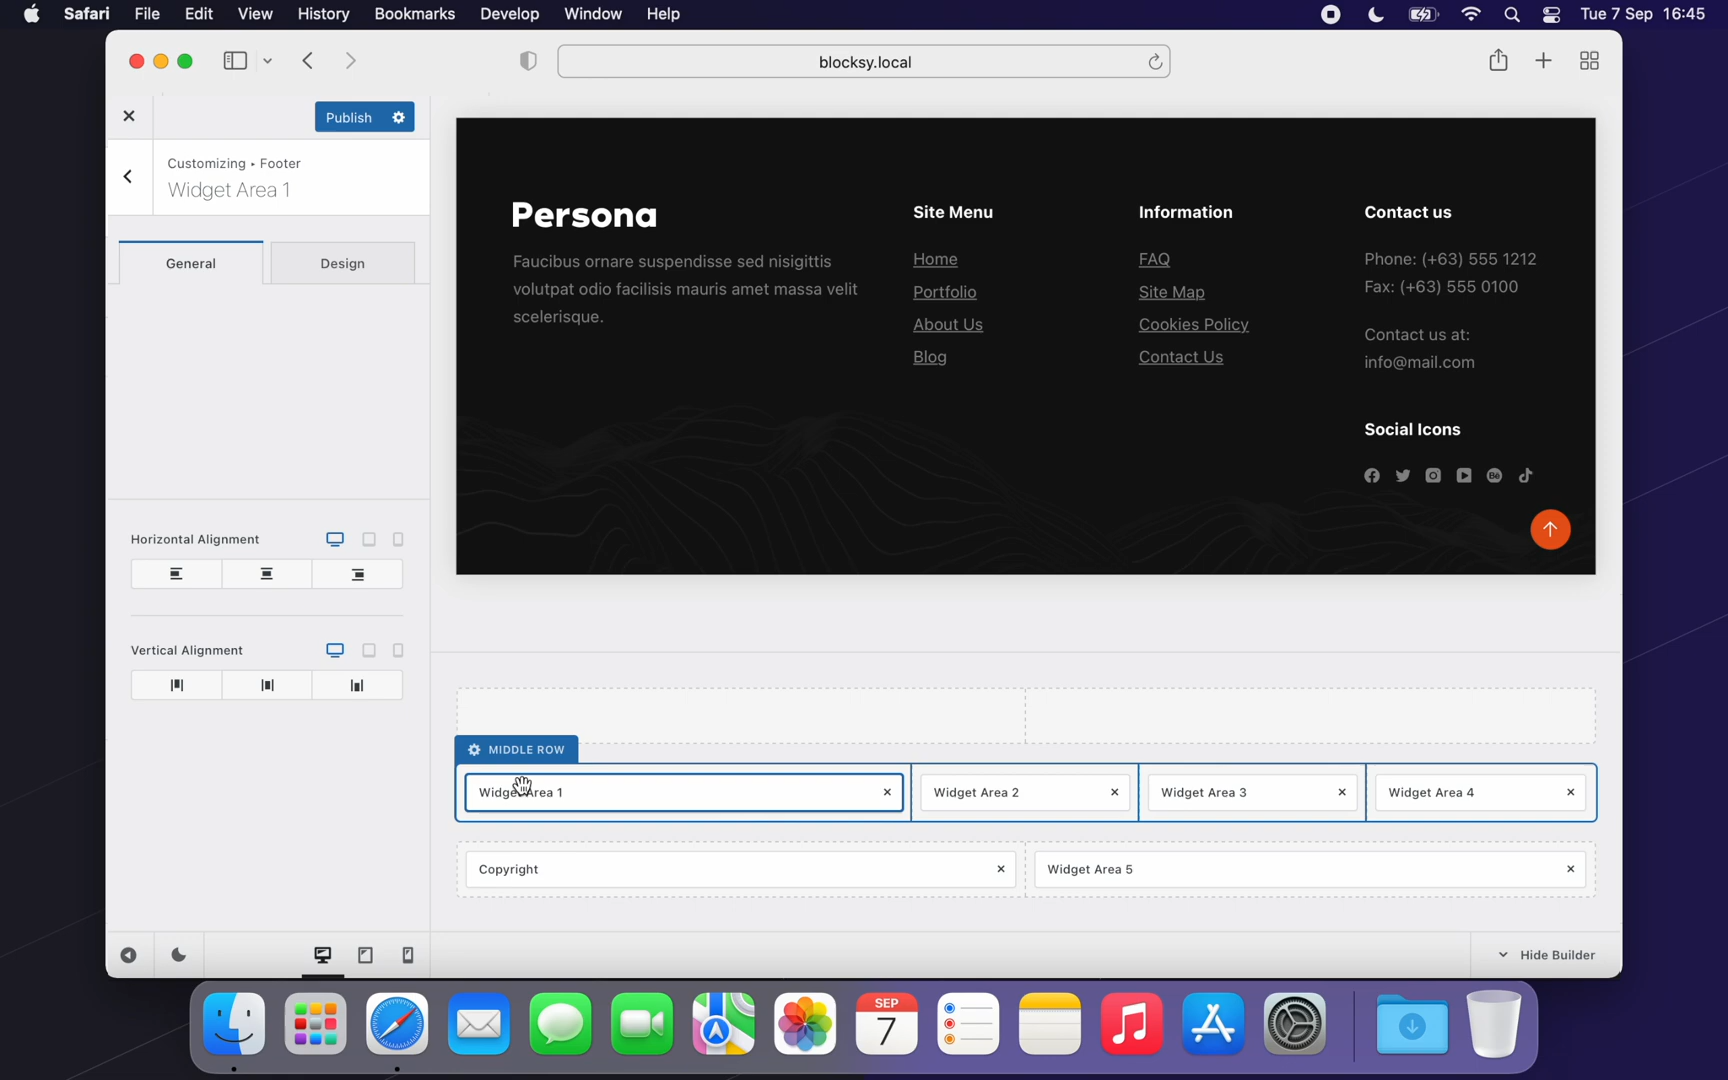 Safari File Edit View History Bookmarks Develop Window Help Tue 7 Sep 16:45
blocksy.local
Publish
Customizing ▸ Footer
Widget Area 1
General Design
Horizontal Alignment
Vertical Alignment
Persona
Faucibus ornare suspendisse sed nisigittis
volutpat odio facilisis mauris amet massa velit
scelerisque.
Site Menu
Home
Portfolio
About Us
Blog
Information
FAQ
Site Map
Cookies Policy
Contact Us
Contact us
Phone: (+63) 555 1212
Fax: (+63) 555 0100
Contact us at:
info@mail.com
Social Icons
MIDDLE ROW
Widget Area 1 Widget Area 2 Widget Area 3 Widget Area 4
Copyright Widget Area 5
Hide Builder
SEP
7